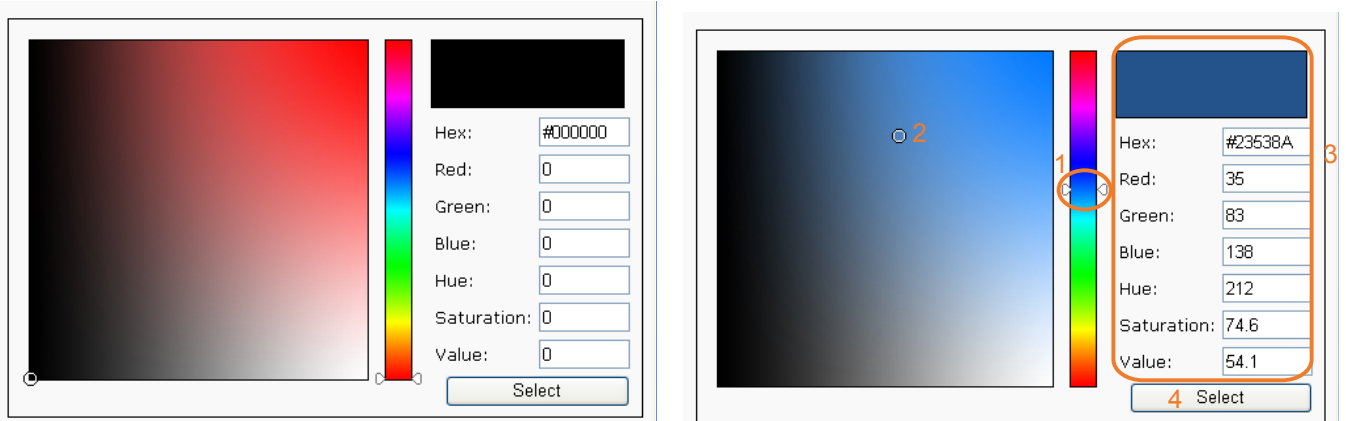 Hex: #000000
Red: 0
Green: 0
Blue: 0
Hue: 0
Saturation: 0
Value: 0
Select
2
1
3
Hex: #23538A
Red: 35
Green: 83
Blue: 138
Hue: 212
Saturation: 74.6
Value: 54.1
4 Select